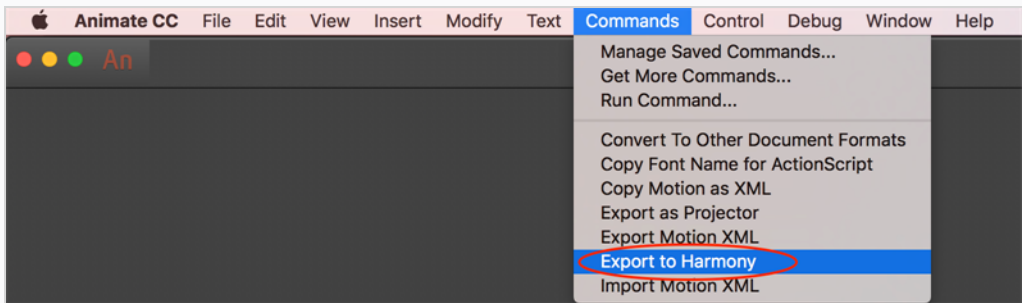 Animate CC File Edit View Insert Modify Text Commands Control Debug Window Help
An
Manage Saved Commands...
Get More Commands...
Run Command...
Convert To Other Document Formats
Copy Font Name for ActionScript
Copy Motion as XML
Export as Projector
Export Motion XML
Export to Harmony
Import Motion XML